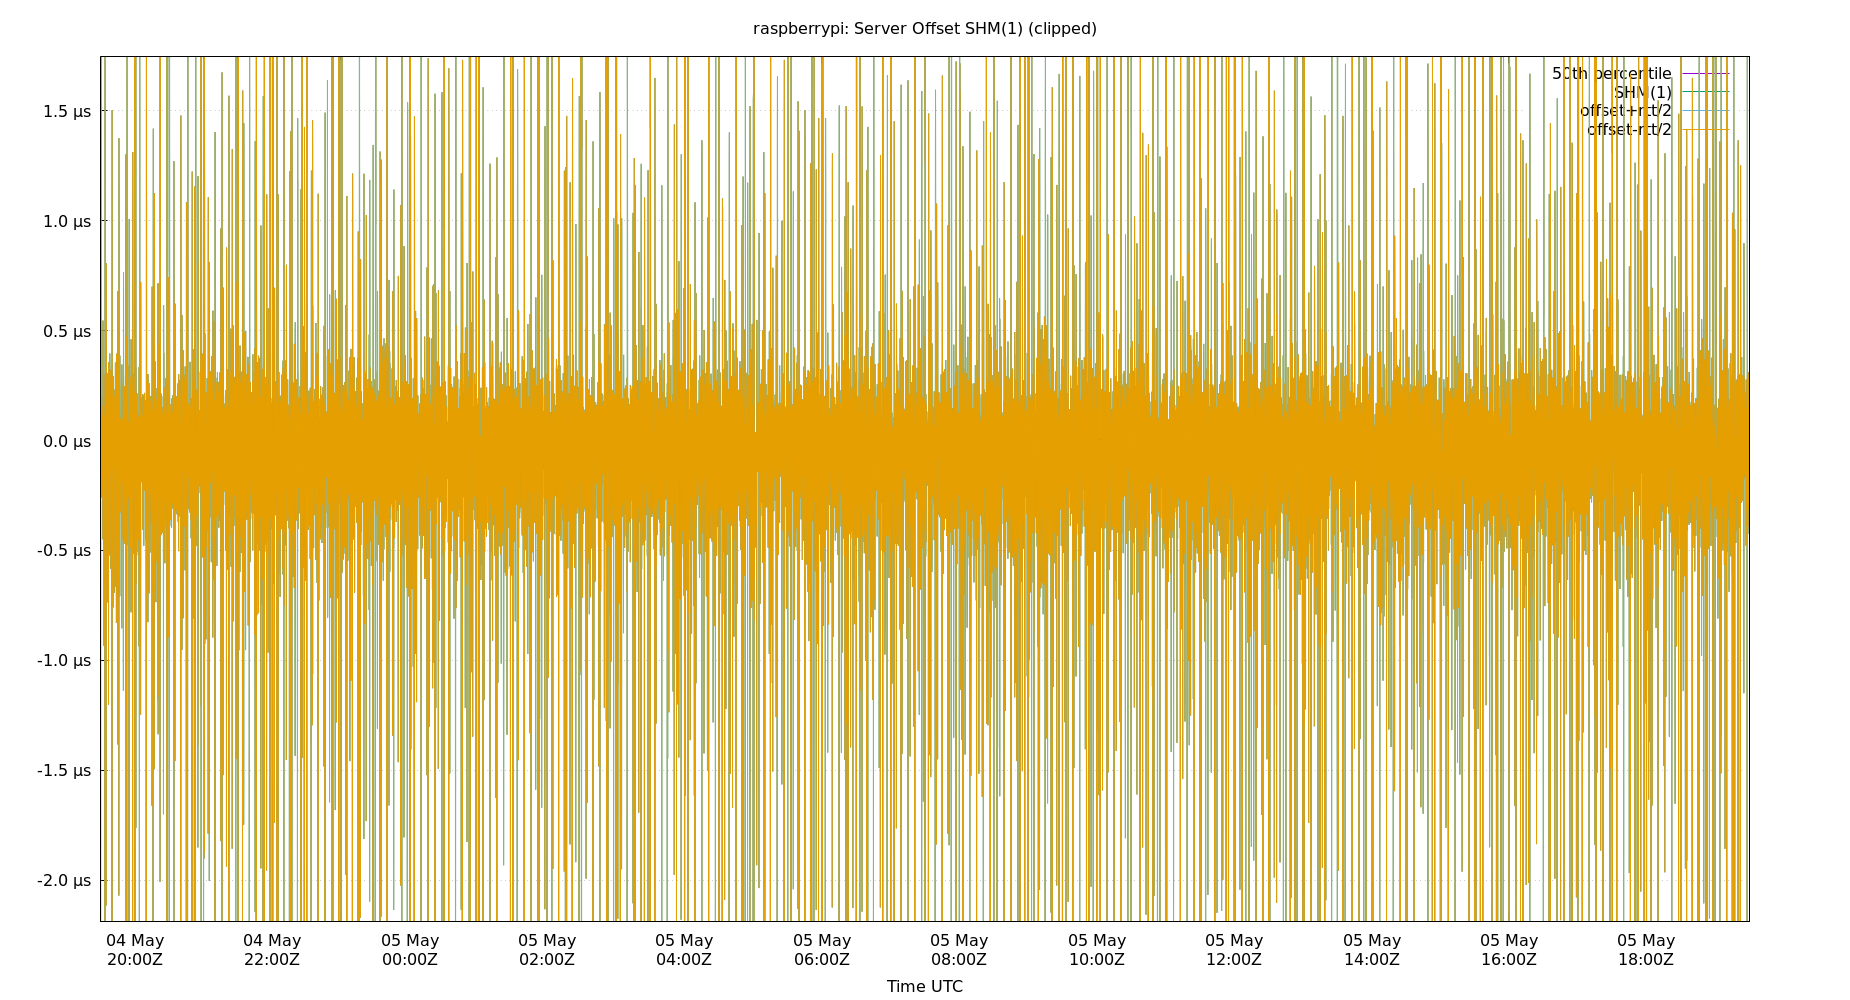 raspberrypi: Server Offset SHM(1) (clipped)
50th percentile
SHM(1)
offset+rtt/2
offset-rtt/2
1.5 µs
1.0 µs
0.5 µs
0.0 µs
-0.5 µs
-1.0 µs
-1.5 µs
-2.0 µs
04 May 04 May 05 May 05 May 05 May 05 May 05 May 05 May 05 May 05 May 05 May 05 May
20:00Z 22:00Z 00:00Z 02:00Z 04:00Z 06:00Z 08:00Z 10:00Z 12:00Z 14:00Z 16:00Z 18:00Z
Time UTC